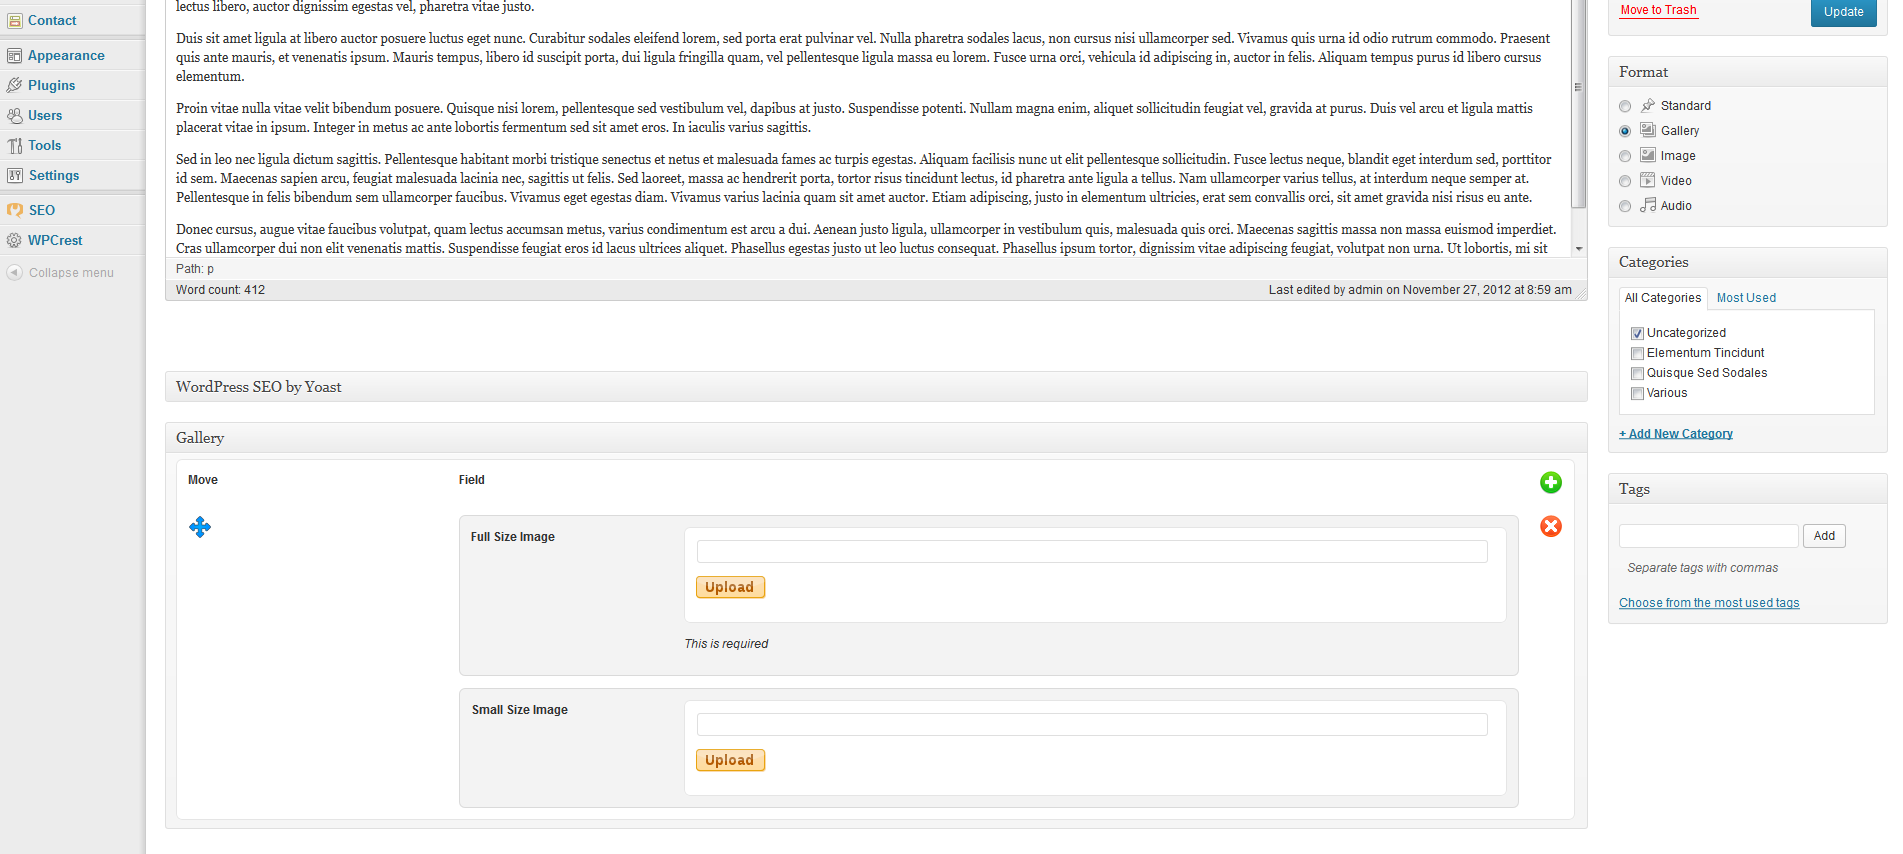 Contact
Appearance
Plugins
Users
Tools
Settings
SEO
WPCrest
Collapse menu
lectus libero, auctor dignissim egestas vel, pharetra vitae justo.
Duis sit amet ligula at libero auctor posuere luctus eget nunc. Curabitur sodales eleifend lorem, sed porta erat pulvinar vel. Nulla pharetra sodales lacus, non cursus nisi ullamcorper sed. Vivamus quis urna id odio rutrum commodo. Praesent
quis ante mauris, et venenatis ipsum. Mauris tempus, libero id suscipit porta, dui ligula fringilla quam, vel pellentesque ligula massa eu lorem. Fusce urna orci, vehicula id adipiscing in, auctor in felis. Aliquam tempus purus id libero cursus
elementum.
Proin vitae nulla vitae velit bibendum posuere. Quisque nisi lorem, pellentesque sed vestibulum vel, dapibus at justo. Suspendisse potenti. Nullam magna enim, aliquet sollicitudin feugiat vel, gravida at purus. Duis vel arcu et ligula mattis
placerat vitae in ipsum. Integer in metus ac ante lobortis fermentum sed sit amet eros. In iaculis varius sagittis.
Sed in leo nec ligula dictum sagittis. Pellentesque habitant morbi tristique senectus et netus et malesuada fames ac turpis egestas. Aliquam facilisis nunc ut elit pellentesque sollicitudin. Fusce lectus neque, blandit eget interdum sed, porttitor
id sem. Maecenas sapien arcu, feugiat malesuada lacinia nec, sagittis ut felis. Sed laoreet, massa ac hendrerit porta, tortor risus tincidunt lectus, id pharetra ante ligula a tellus. Nam ullamcorper varius tellus, at interdum neque semper at.
Pellentesque in felis bibendum sem ullamcorper faucibus. Vivamus eget egestas diam. Vivamus varius lacinia quam sit amet auctor. Etiam adipiscing, justo in elementum ultricies, erat sem convallis orci, sit amet gravida nisi risus eu ante.
Donec cursus, augue vitae faucibus volutpat, quam lectus accumsan metus, varius condimentum est arcu a dui. Aenean justo ligula, ullamcorper in vestibulum quis, malesuada quis orci. Maecenas sagittis massa non massa euismod imperdiet.
Cras ullamcorper dui non elit venenatis mattis. Suspendisse feugiat eros id lacus ultrices aliquet. Phasellus egestas justo ut leo luctus consequat. Phasellus ipsum tortor, dignissim vitae adipiscing feugiat, volutpat non urna. Ut lobortis, mi sit
Path: p
Word count: 412
Last edited by admin on November 27, 2012 at 8:59 am
WordPress SEO by Yoast
Gallery
Move
Field
Full Size Image
Upload
This is required
Small Size Image
Upload
Move to Trash
Update
Format
Standard
Gallery
Image
Video
Audio
Categories
All Categories
Most Used
Uncategorized
Elementum Tincidunt
Quisque Sed Sodales
Various
+ Add New Category
Tags
Add
Separate tags with commas
Choose from the most used tags